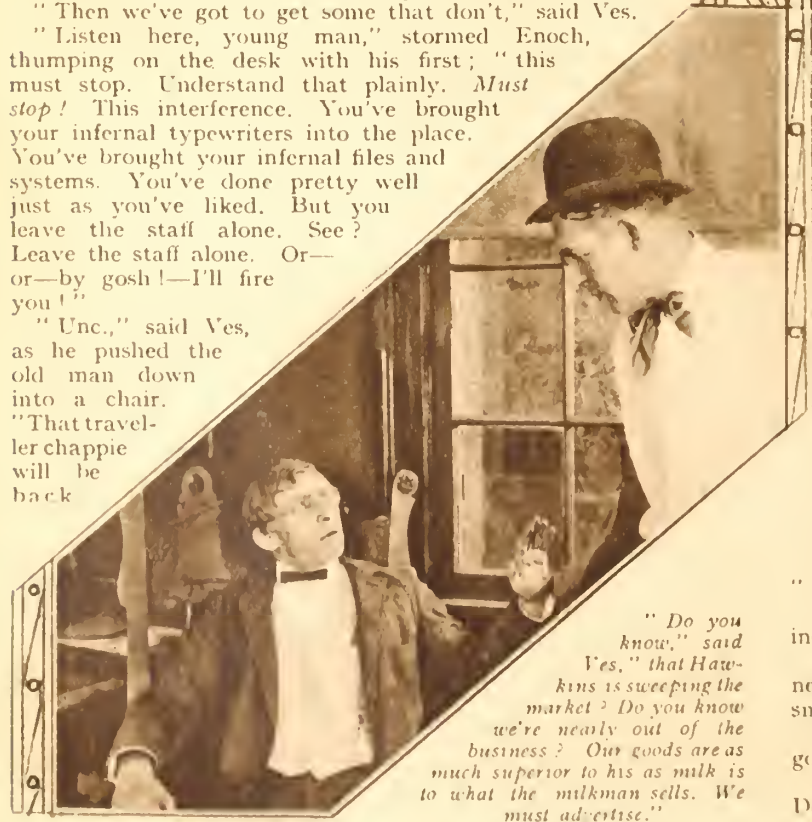 " Then we've got to get some that don't," said Ves.
" Listen here, young man," stormed Enoch,
thumping on the desk with his first ; " this
must stop. Understand that plainly. Must
stop ! This interference. You've brought
your infernal typewriters into the place.
You've brought your infernal files and
systems. You've done pretty well
just as you've liked. But you
leave the staff alone. See ?
Leave the staff alone. Or—
or—by gosh !—I'll fire
you ! "
" Unc.," said Ves,
as he pushed the
old man down
into a chair.
" That travel-
ler chappie
will be
back
" Do you
know," said
Ves, " that Haw-
kins is sweeping the
market ? Do you know
we're nearly out of the
business ? Our goods are as
much superior to his as milk is
to what the milkman sells. We
must advertise."
"
in
sn
go